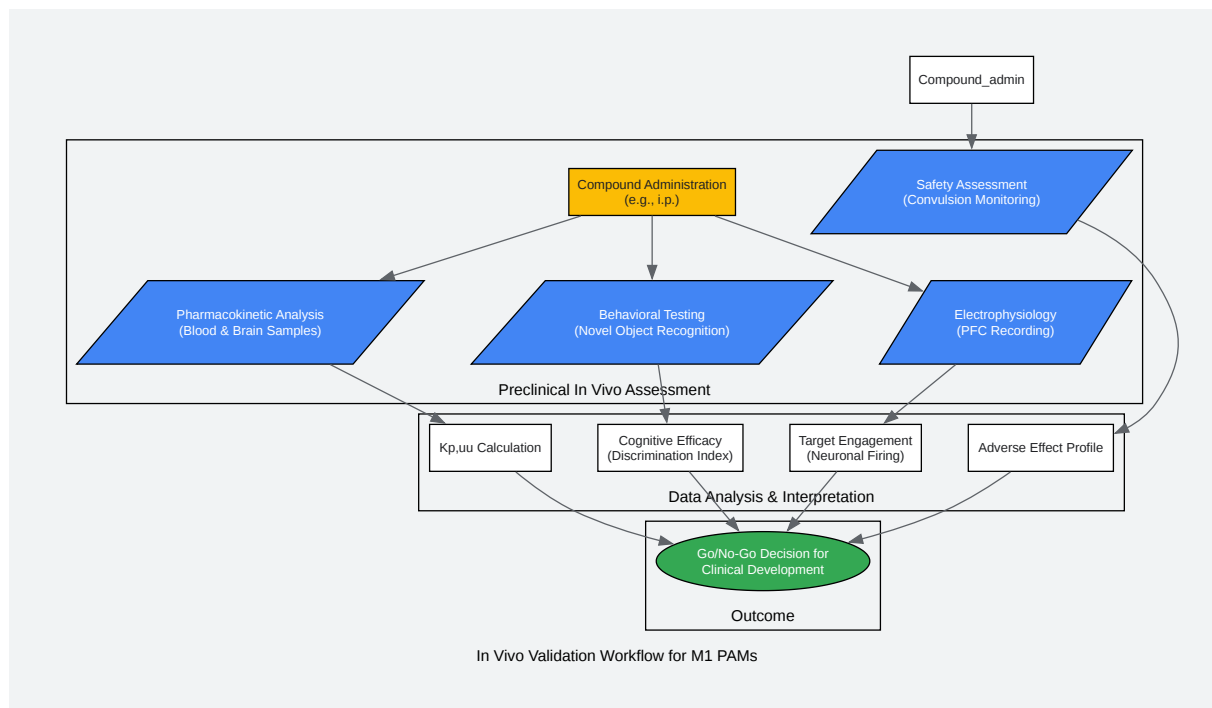 Compound_admin
Safety Assessment
(Convulsion Monitoring)
Compound Administration
(e.g., i.p.)
Pharmacokinetic Analysis
(Blood & Brain Samples)
Behavioral Testing
(Novel Object Recognition)
Electrophysiology
(PFC Recording)
Preclinical In Vivo Assessment
Kp,uu Calculation
Cognitive Efficacy
(Discrimination Index)
Target Engagement
(Neuronal Firing)
Adverse Effect Profile
Data Analysis & Interpretation
Go/No-Go Decision for
Clinical Development
Outcome
In Vivo Validation Workflow for M1 PAMs